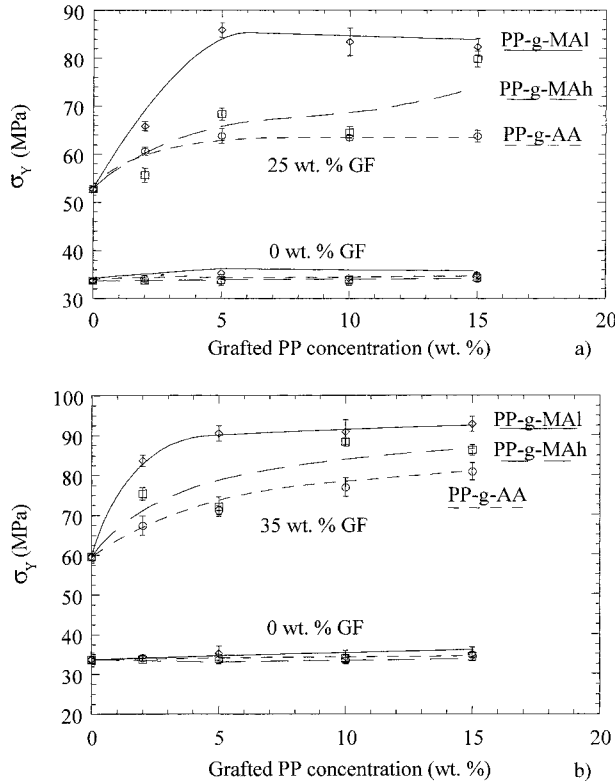 90
80
70
60
50
40
30
σY (MPa)
PP-g-MAl
PP-g-MAh
PP-g-AA
25 wt. % GF
0 wt. % GF
0 5 10 15 20
Grafted PP concentration (wt. %) a)
100
90
80
70
60
50
40
30
20
σY (MPa)
PP-g-MAl
PP-g-MAh
PP-g-AA
35 wt. % GF
0 wt. % GF
0 5 10 15 20
Grafted PP concentration (wt. %) b)